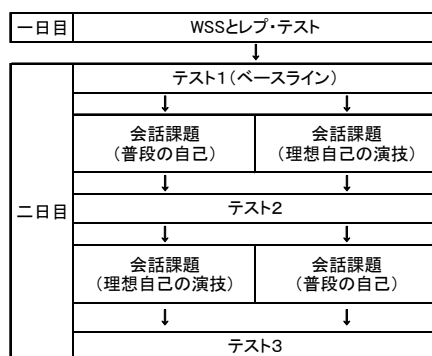 一日目
WSSとレプ・テスト
↓
二日目
テスト1(ベースライン)
↓ ↓
会話課題
(普段の自己)
会話課題
(理想自己の演技)
↓ ↓
テスト2
↓ ↓
会話課題
(理想自己の演技)
会話課題
(普段の自己)
↓ ↓
テスト3